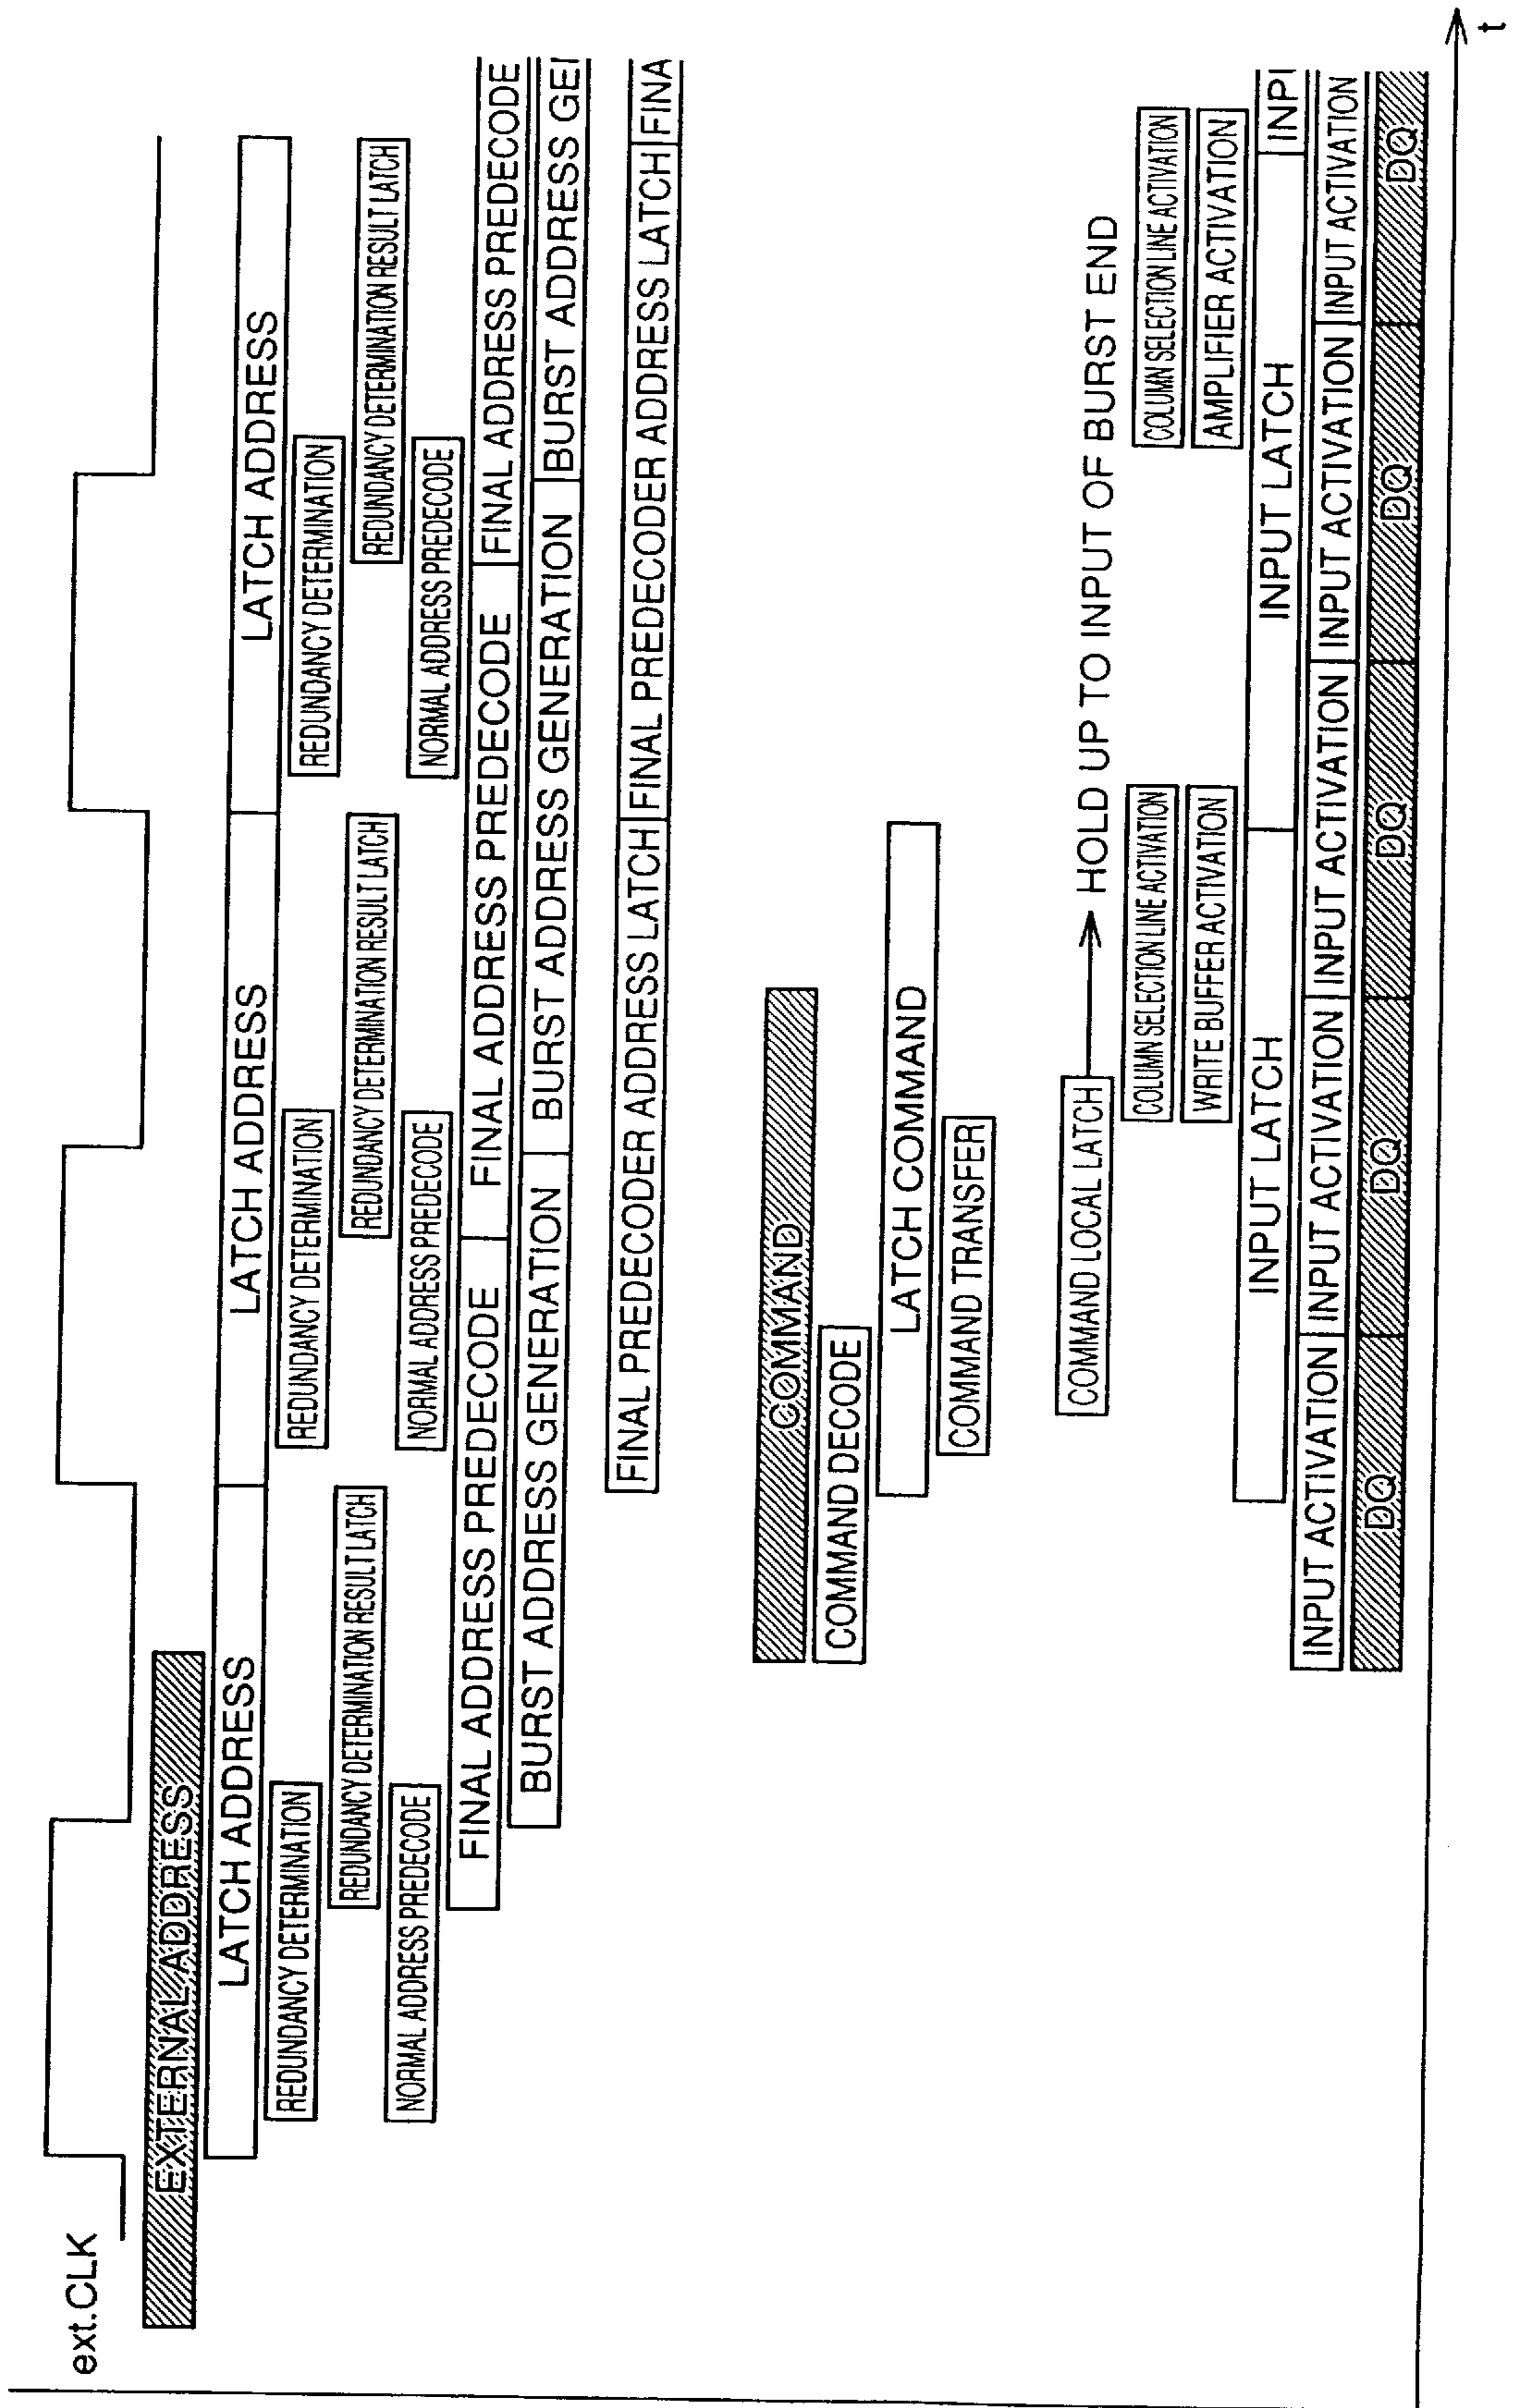 ext.CLK
EXTERNAL ADDRESS
LATCH ADDRESS LATCH ADDRESS LATCH ADDRESS
REDUNDANCY DETERMINATION REDUNDANCY DETERMINATION REDUNDANCY DETERMINATION
REDUNDANCY DETERMINATION RESULT LATCH REDUNDANCY DETERMINATION RESULT LATCH REDUNDANCY DETERMINATION RESULT LATCH
NORMAL ADDRESS PREDECODE NORMAL ADDRESS PREDECODE NORMAL ADDRESS PREDECODE
FINAL ADDRESS PREDECODE FINAL ADDRESS PREDECODE FINAL ADDRESS PREDECODE
BURST ADDRESS GENERATION BURST ADDRESS GENERATION BURST ADDRESS GEI
FINAL PREDECODER ADDRESS LATCH FINAL PREDECODER ADDRESS LATCH FINA
COMMAND
COMMAND DECODE
LATCH COMMAND
COMMAND TRANSFER
COMMAND LOCAL LATCH → HOLD UP TO INPUT OF BURST END
COLUMN SELECTION LINE ACTIVATION COLUMN SELECTION LINE ACTIVATION
WRITE BUFFER ACTIVATION AMPLIFIER ACTIVATION
INPUT LATCH INPUT LATCH INPI
INPUT ACTIVATION INPUT ACTIVATION INPUT ACTIVATION INPUT ACTIVATION INPUT ACTIVATION
DQ DQ DQ DQ DQ
t